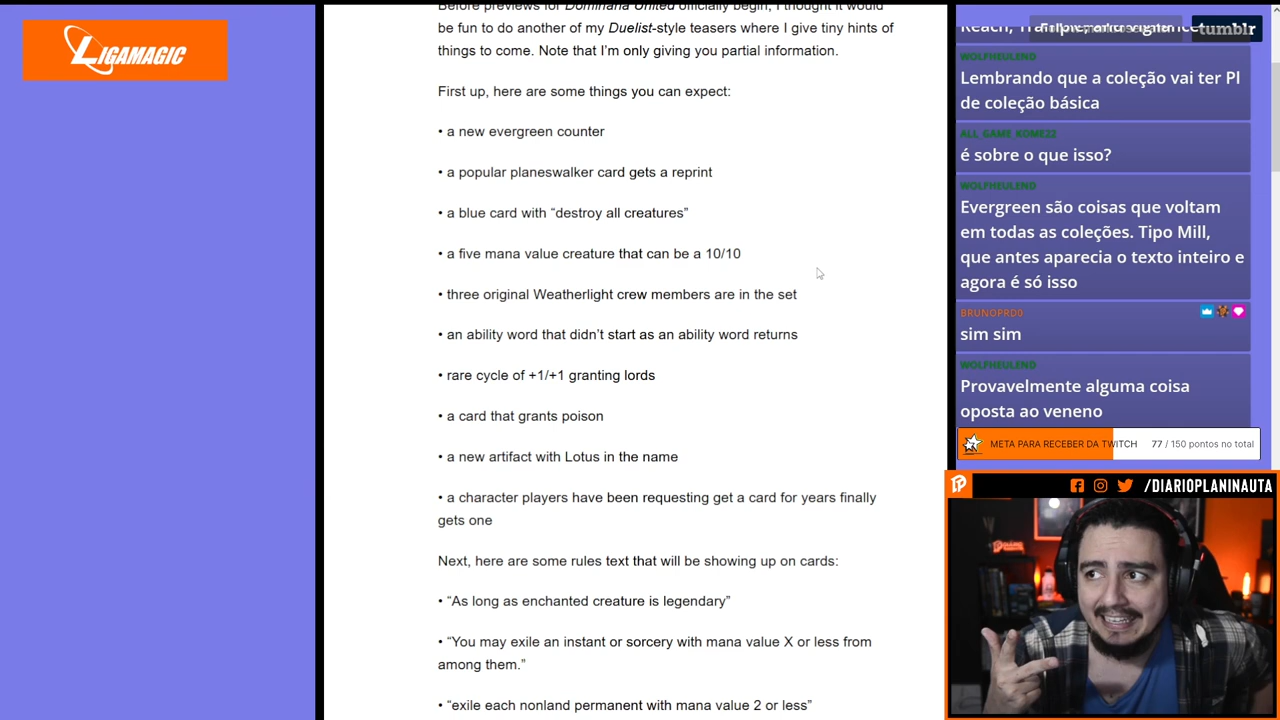 LIGAMAGIC
Before previews for Dominaria United officially begin, I thought it would
be fun to do another of my Duelist-style teasers where I give tiny hints of
things to come. Note that I'm only giving you partial information.
First up, here are some things you can expect:
• a new evergreen counter
• a popular planeswalker card gets a reprint
• a blue card with “destroy all creatures”
• a five mana value creature that can be a 10/10
• three original Weatherlight crew members are in the set
• an ability word that didn’t start as an ability word returns
• rare cycle of +1/+1 granting lords
• a card that grants poison
• a new artifact with Lotus in the name
• a character players have been requesting get a card for years finally
gets one
Next, here are some rules text that will be showing up on cards:
• “As long as enchanted creature is legendary”
• “You may exile an instant or sorcery with mana value X or less from
among them.”
• “exile each nonland permanent with mana value 2 or less”
tumblr
WOLFHEULEND
Lembrando que a coleção vai ter PI
de coleção básica
ALL_GAME_KOME22
é sobre o que isso?
WOLFHEULEND
Evergreen são coisas que voltam
em todas as coleções. Tipo Mill,
que antes aparecia o texto inteiro e
agora é só isso
BRUNOPRD0
sim sim
WOLFHEULEND
Provavelmente alguma coisa
oposta ao veneno
META PARA RECEBER DA TWITCH 77 / 150 pontos no total
/DIARIOPLANINAUTA